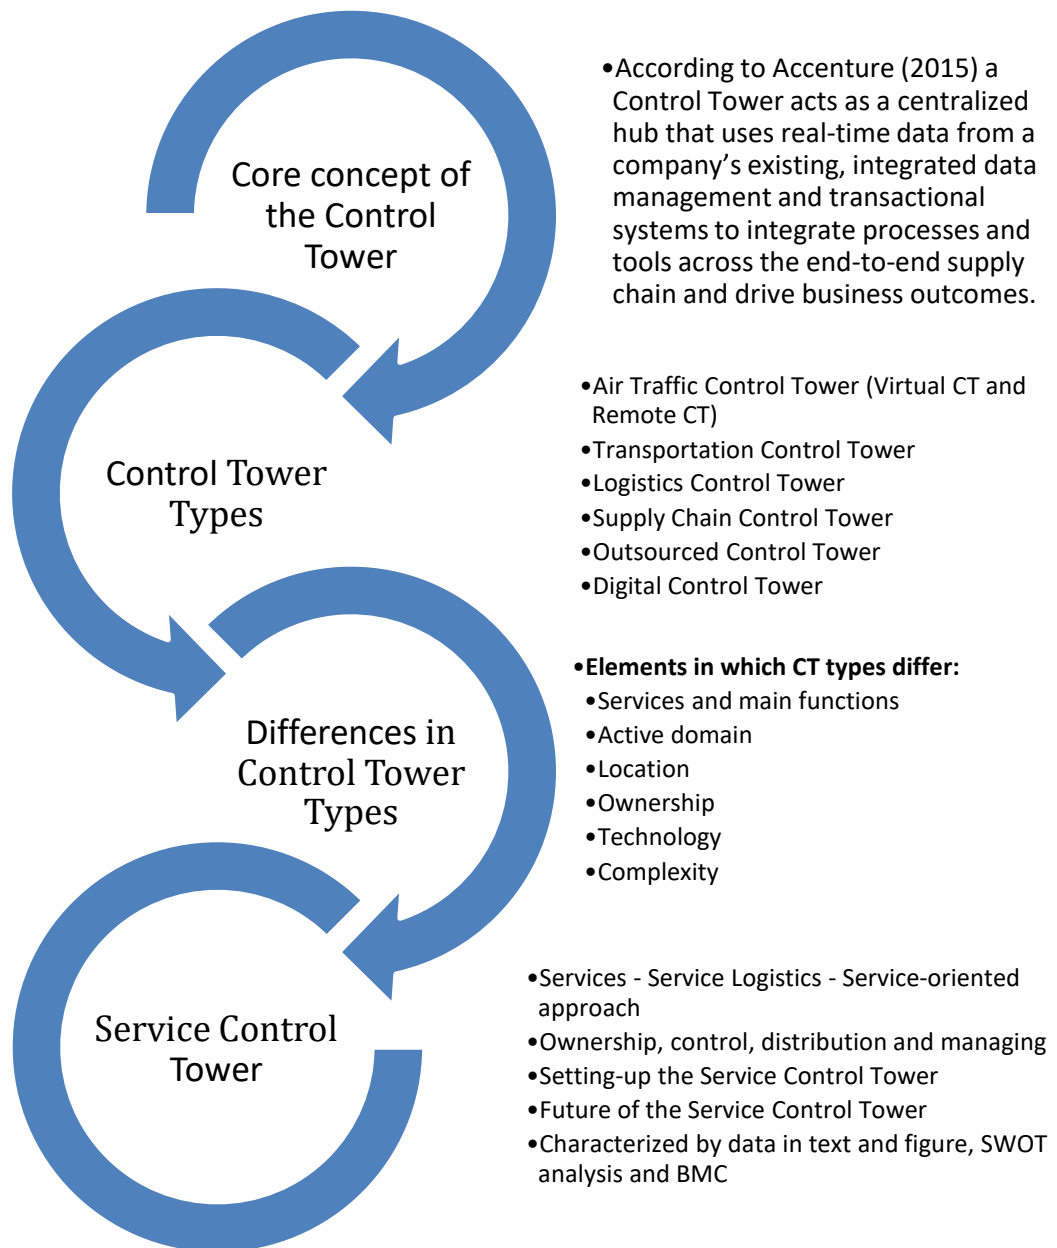 Core concept of
the Control
Tower
•According to Accenture (2015) a
Control Tower acts as a centralized
hub that uses real-time data from a
company’s existing, integrated data
management and transactional
systems to integrate processes and
tools across the end-to-end supply
chain and drive business outcomes.
Control Tower
Types
•Air Traffic Control Tower (Virtual CT and
Remote CT)
•Transportation Control Tower
•Logistics Control Tower
•Supply Chain Control Tower
•Outsourced Control Tower
•Digital Control Tower
Differences in
Control Tower
Types
•Elements in which CT types differ:
•Services and main functions
•Active domain
•Location
•Ownership
•Technology
•Complexity
Service Control
Tower
•Services - Service Logistics - Service-oriented
approach
•Ownership, control, distribution and managing
•Setting-up the Service Control Tower
•Future of the Service Control Tower
•Characterized by data in text and figure, SWOT
analysis and BMC